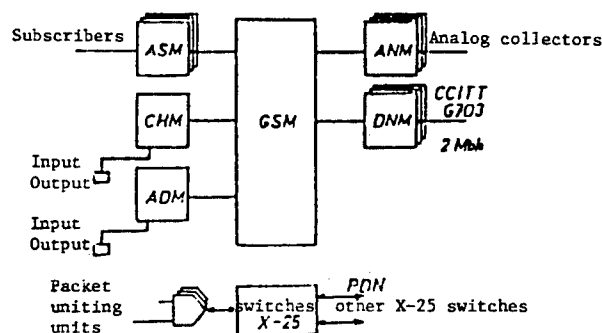 Subscribers
ASM
ANM
Analog collectors
CCITT
G703
CHM
GSM
DNM
2 Mbh
Input
Output
ADM
Input
Output
Packet
uniting
units
switches
X-25
PDN
other X-25 switches